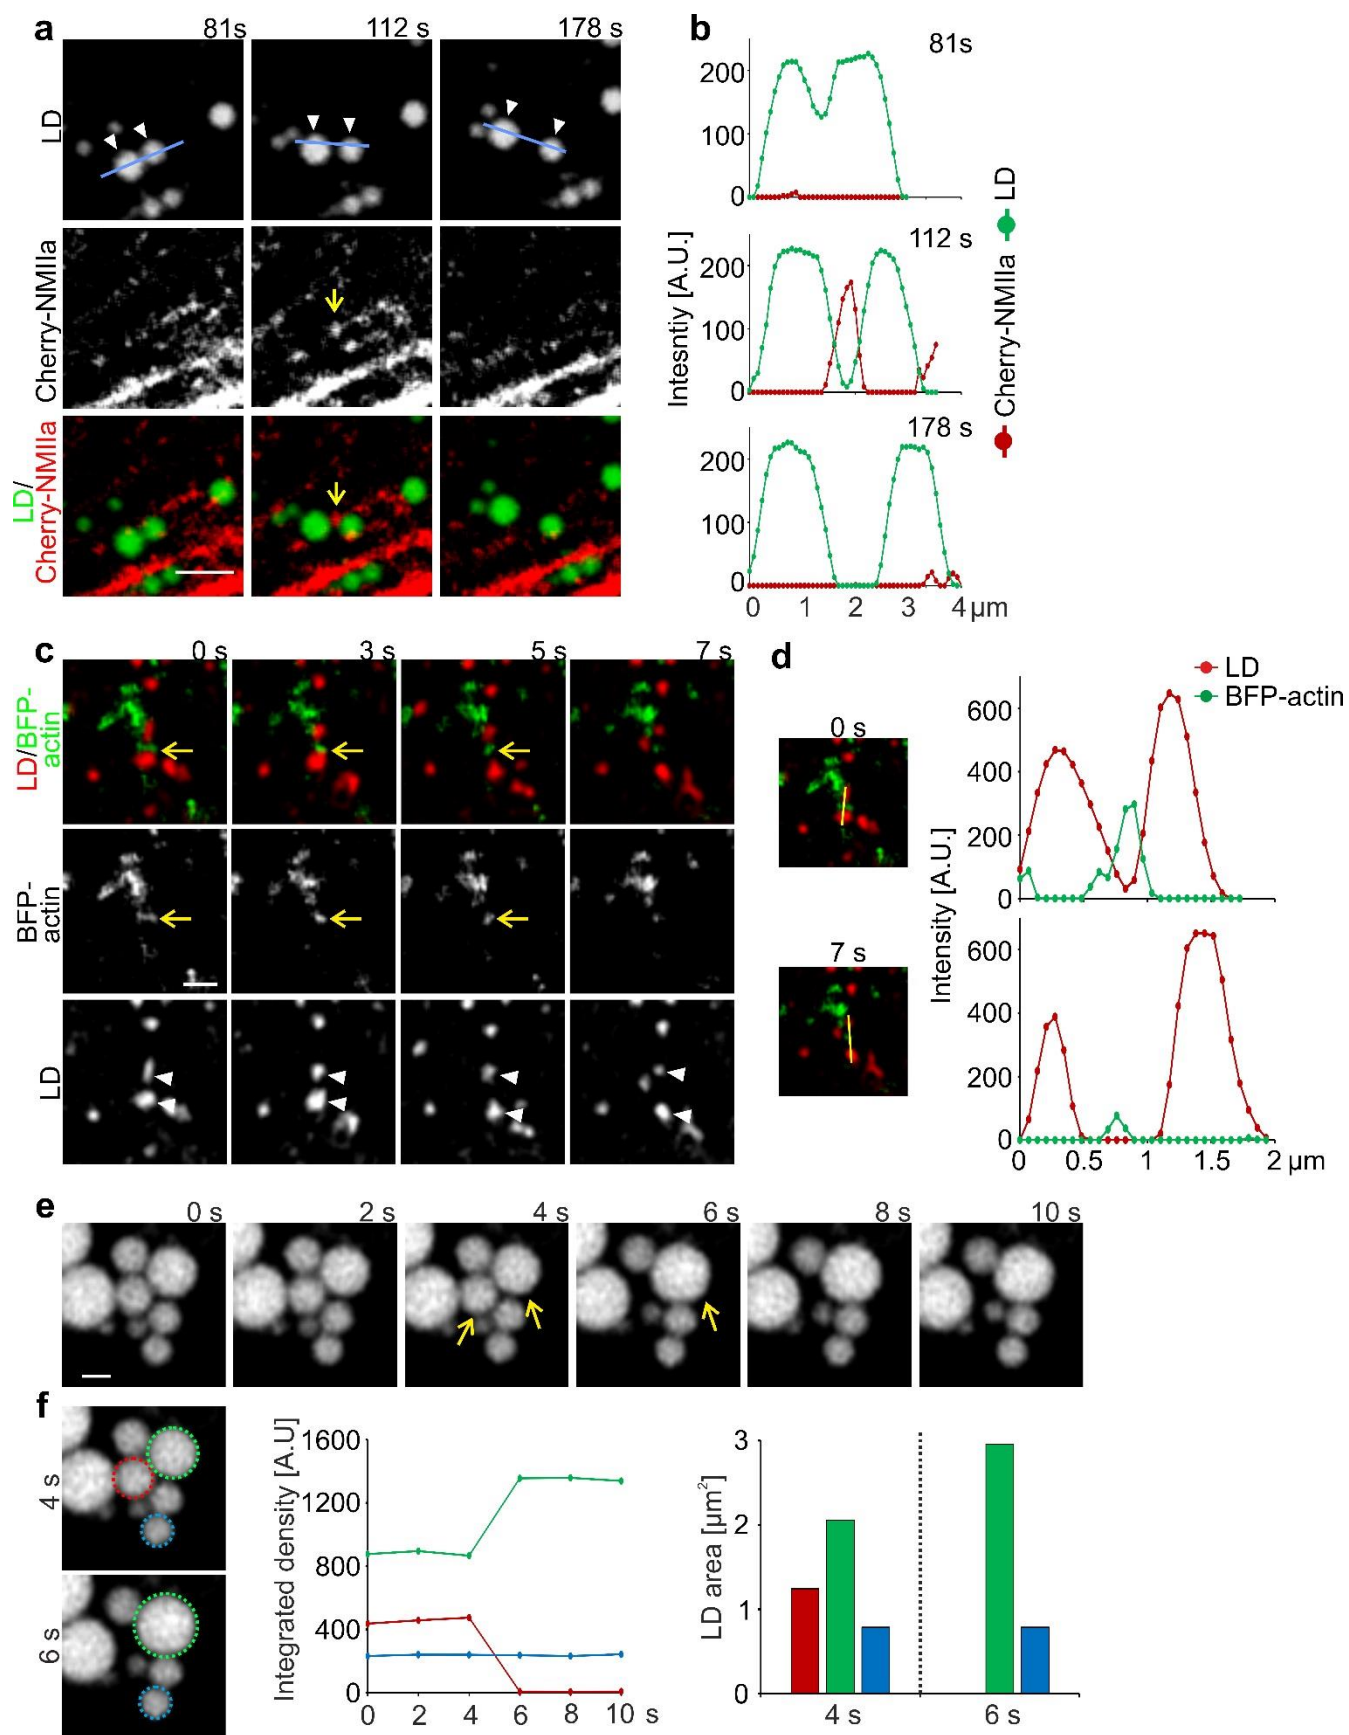 a
81s
112 s
178 s
LD
Cherry-NMIIa
LD/
Cherry-NMIIa
b
81s
200
100
0
112 s
200
100
0
178 s
200
100
0
0 1 2 3 4 µm
Intesntiy [A.U.]
Cherry-NMIIa LD
c
0 s
3 s
5 s
7 s
LD/BFP-
actin
BFP-
actin
LD
d
0 s
7 s
LD
BFP-actin
600
400
200
0
600
400
200
0
0 0.5 1 1.5 2 µm
Intensity [A.U.]
e
0 s
2 s
4 s
6 s
8 s
10 s
f
4 s
6 s
Integrated density [A.U]
1600
1200
800
400
0
0 2 4 6 8 10 s
LD area [µm²]
3
2
1
0
4 s 6 s